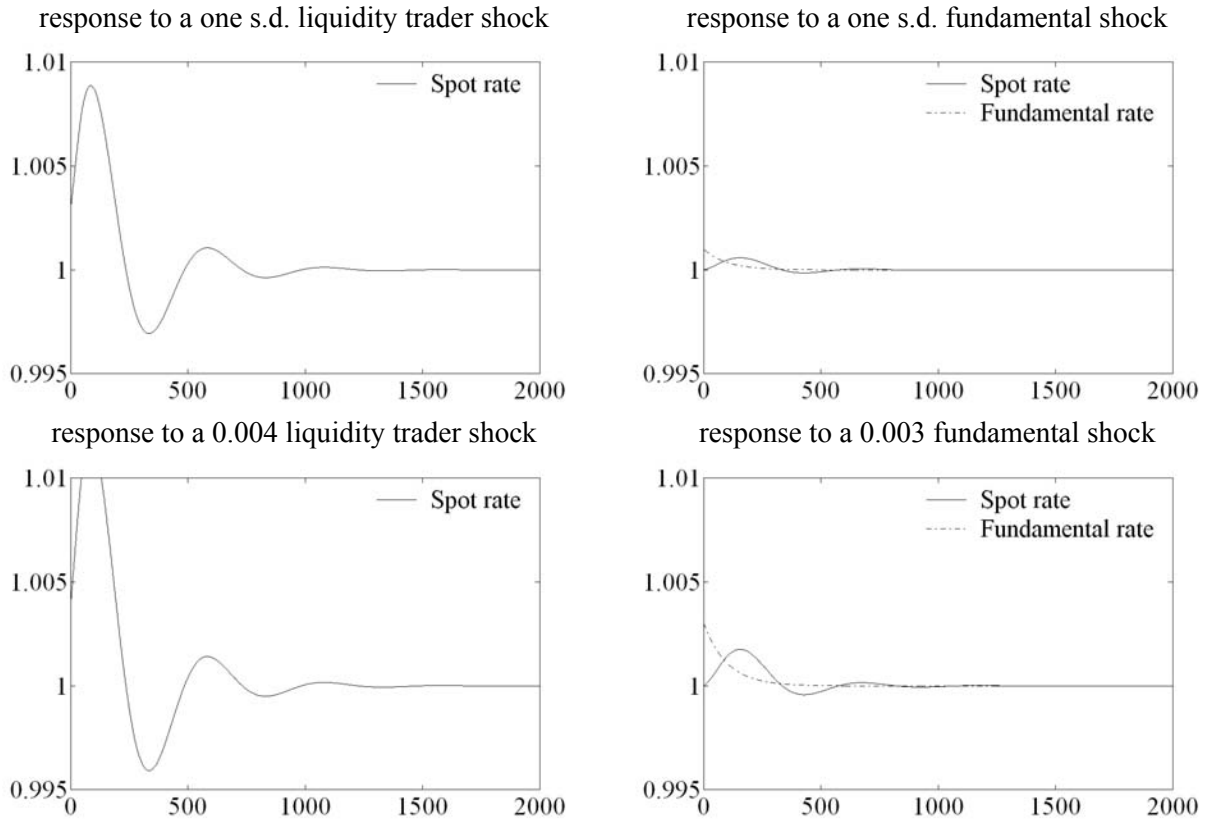 response to a one s.d. liquidity trader shock
1.01
Spot rate
1.005
1
0.995
0 500 1000 1500 2000
response to a one s.d. fundamental shock
1.01
Spot rate
Fundamental rate
1.005
1
0.995
0 500 1000 1500 2000
response to a 0.004 liquidity trader shock
1.01
Spot rate
1.005
1
0.995
0 500 1000 1500 2000
response to a 0.003 fundamental shock
1.01
Spot rate
Fundamental rate
1.005
1
0.995
0 500 1000 1500 2000